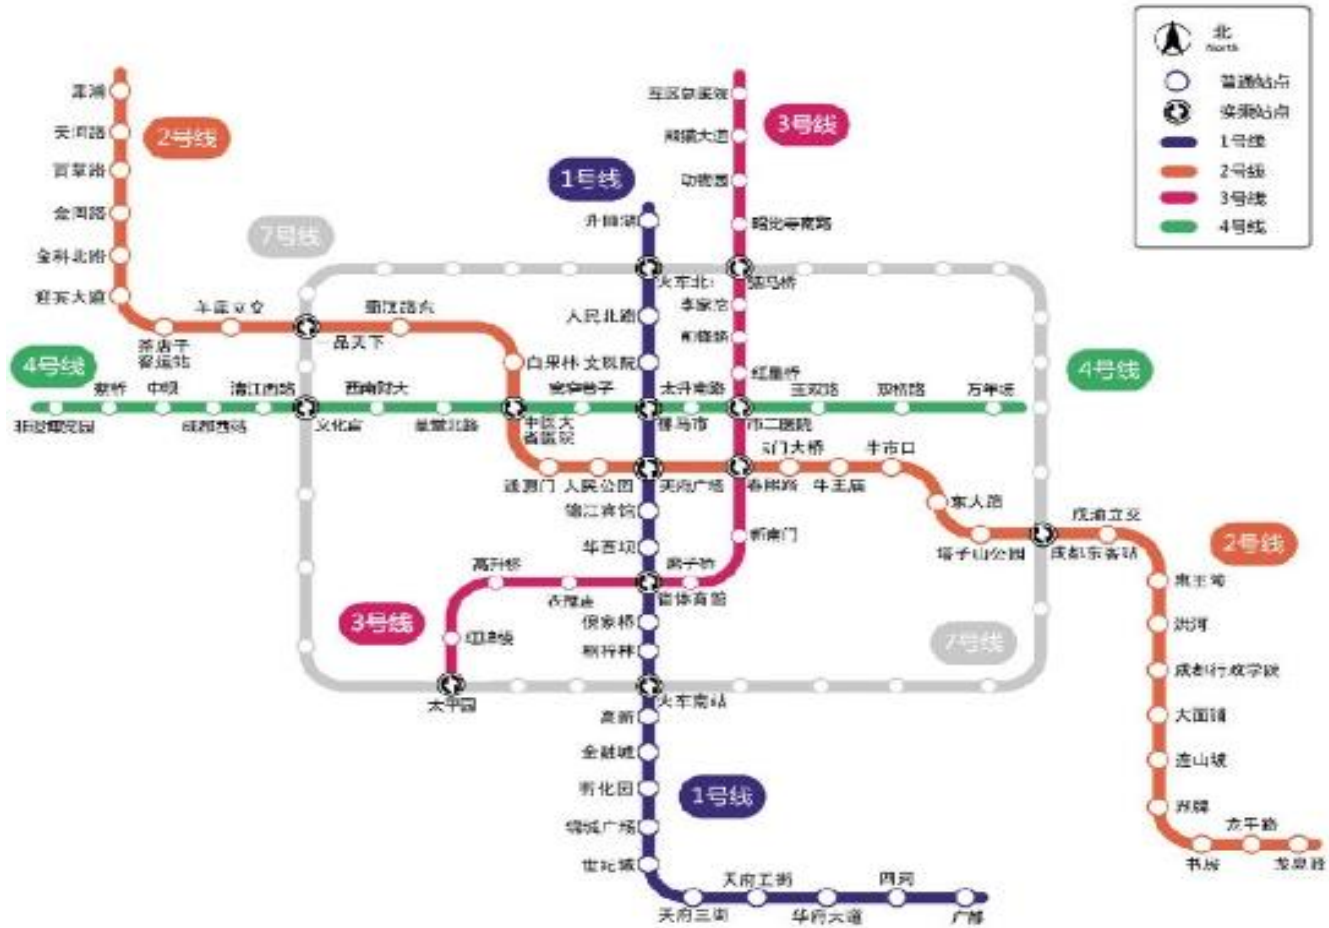 北
North
普通站点
换乘站点
1号线
2号线
3号线
4号线
2号线
3号线
1号线
7号线
4号线
4号线
2号线
3号线
7号线
1号线
犀浦
天河路
百草路
金周路
金科北路
迎宾大道
茶店子
客运站
羊犀立交
一品天下
蜀汉路东
白果林
中医大
省医院
通惠门
人民公园
天府广场
春熙路
东门大桥
牛王庙
牛市口
东大路
塔子山公园
成都东客站
成渝立交
惠王陵
洪河
成都行政学院
大面铺
连山坡
界牌
书房
龙平路
龙泉驿
军区总医院
熊猫大道
动物园
昭觉寺南路
驷马桥
李家沱
前锋路
红星桥
市二医院
新南门
磨子桥
省体育馆
衣冠庙
高升桥
红牌楼
太平园
升仙湖
火车北
人民北路
文殊院
骡马市
锦江宾馆
华西坝
倪家桥
桐梓林
火车南站
高新
金融城
孵化园
锦城广场
世纪城
天府三街
天府五街
华府大道
四河
广都
非遗博览园
蔡桥
中坝
成都西站
清江西路
文化宫
西南财大
草堂北路
宽窄巷子
太升南路
玉双路
双桥路
万年场